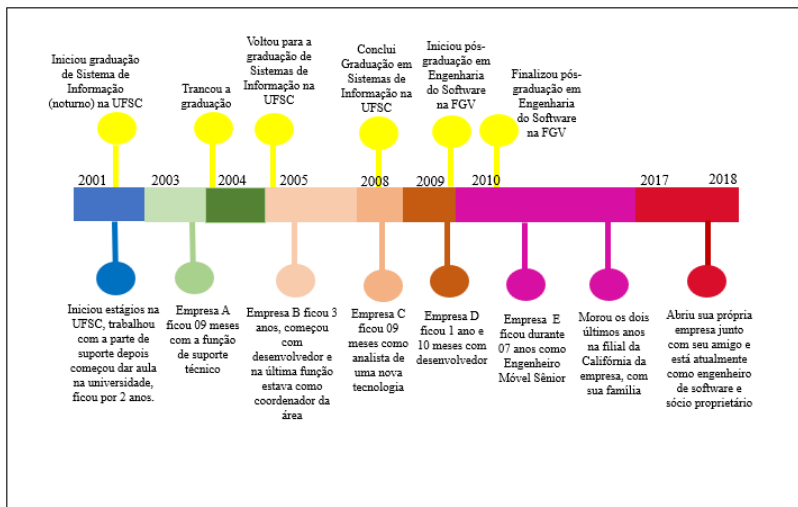 Iniciou graduação
de Sistema de
Informação
(noturno) na UFSC
Trancou a
graduação
Voltou para a
graduação de
Sistemas de
Informação na
UFSC
Conclui
Graduação em
Sistemas de
Informação na
UFSC
Iniciou pós-
graduação em
Engenharia
do Software
na FGV
Finalizou pós-
graduação em
Engenharia
do Software
na FGV
2001
2003
2004
2005
2008
2009
2010
2017
2018
Iniciou estágios na
UFSC, trabalhou
com a parte de
suporte depois
começou dar aula
na universidade,
ficou por 2 anos.
Empresa A
ficou 09 meses
com a função
de suporte
técnico
Empresa B ficou 3
anos, começou
com
desenvolvedor e
na última função
estava como
coordenador da
área
Empresa C
ficou 09
meses como
analista de
uma nova
tecnologia
Empresa D
ficou 1 ano e
10 meses com
desenvolvedor
Empresa E
ficou durante
07 anos como
Engenheiro
Móvel Sênior
Morou os dois
últimos anos
na filial da
Califórnia da
empresa, com
sua família
Abriu sua própria
empresa junto
com seu amigo e
está atualmente
como engenheiro
de software e
sócio proprietário